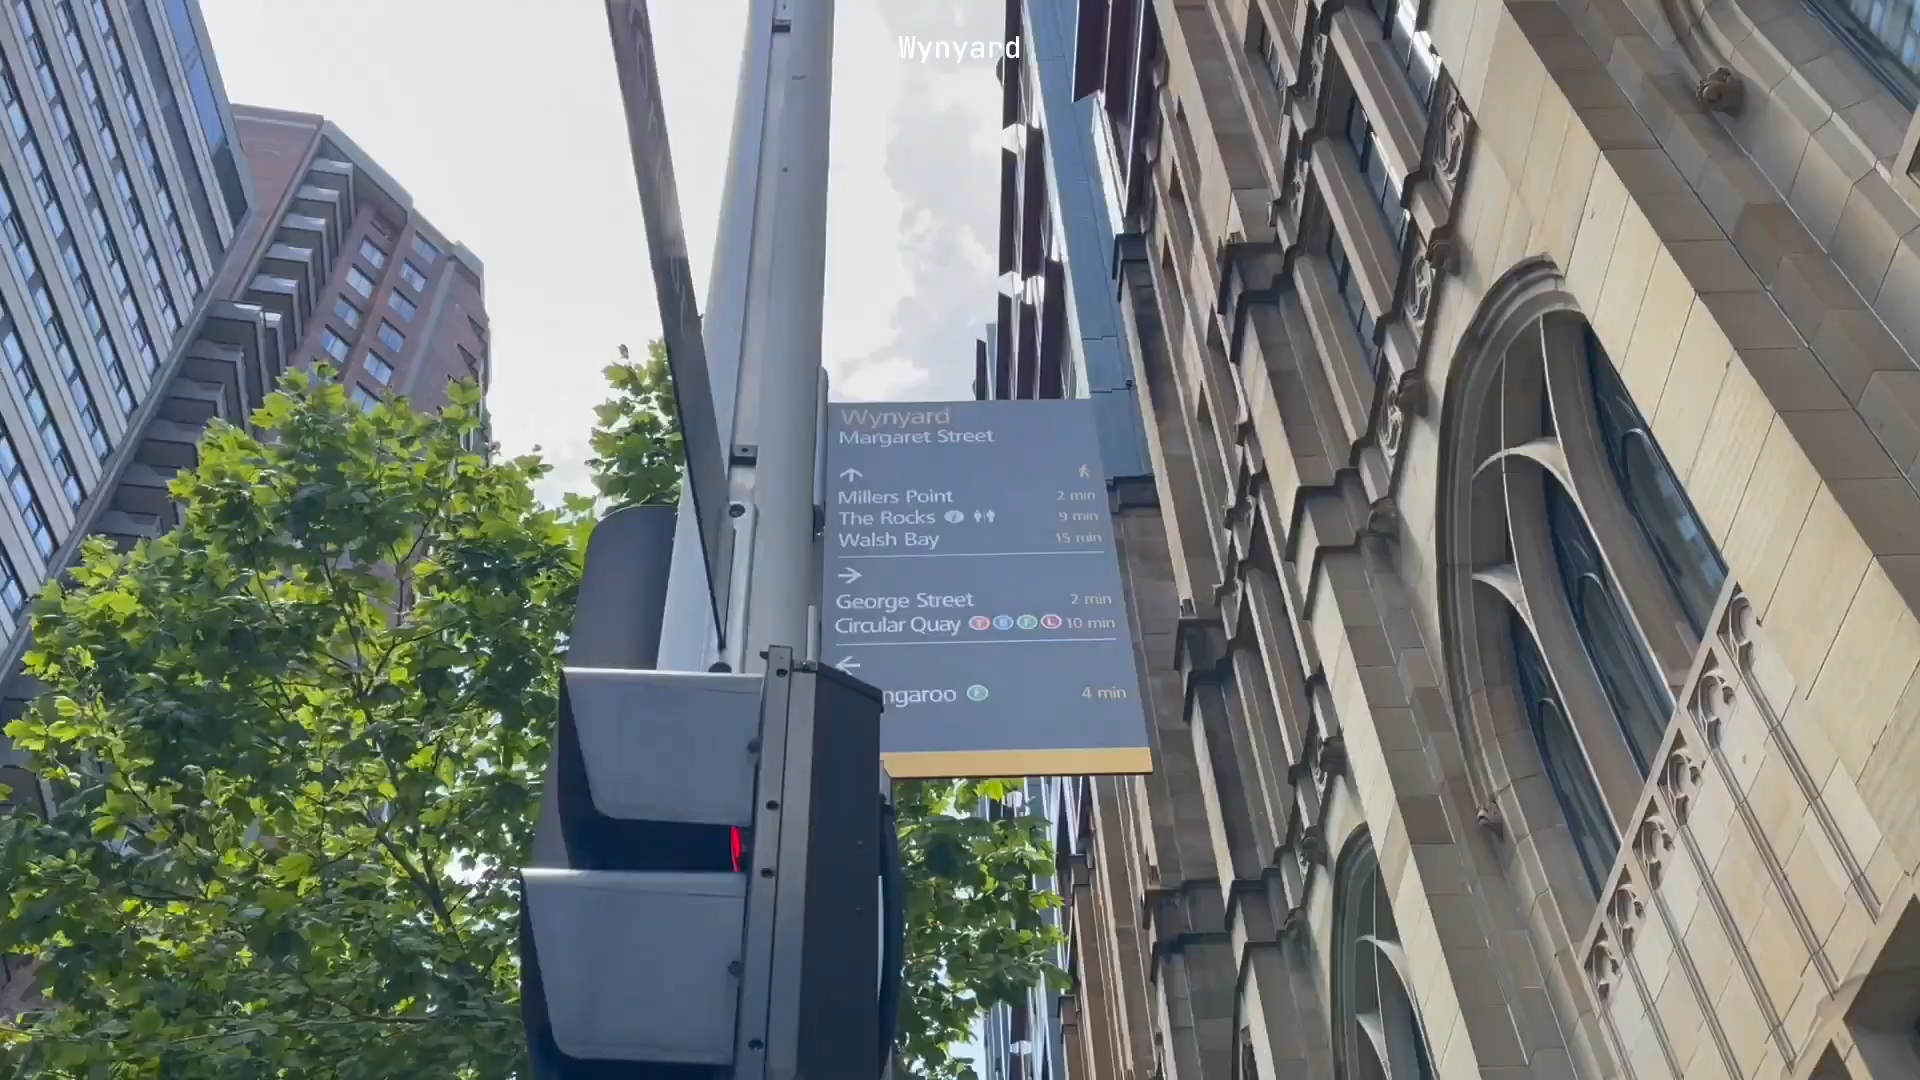 Wynyard
Wynyard
Margaret Street
Millers Point 2 min
The Rocks i 9 min
Walsh Bay 15 min
George Street 2 min
Circular Quay T B F L 10 min
ngaroo F 4 min